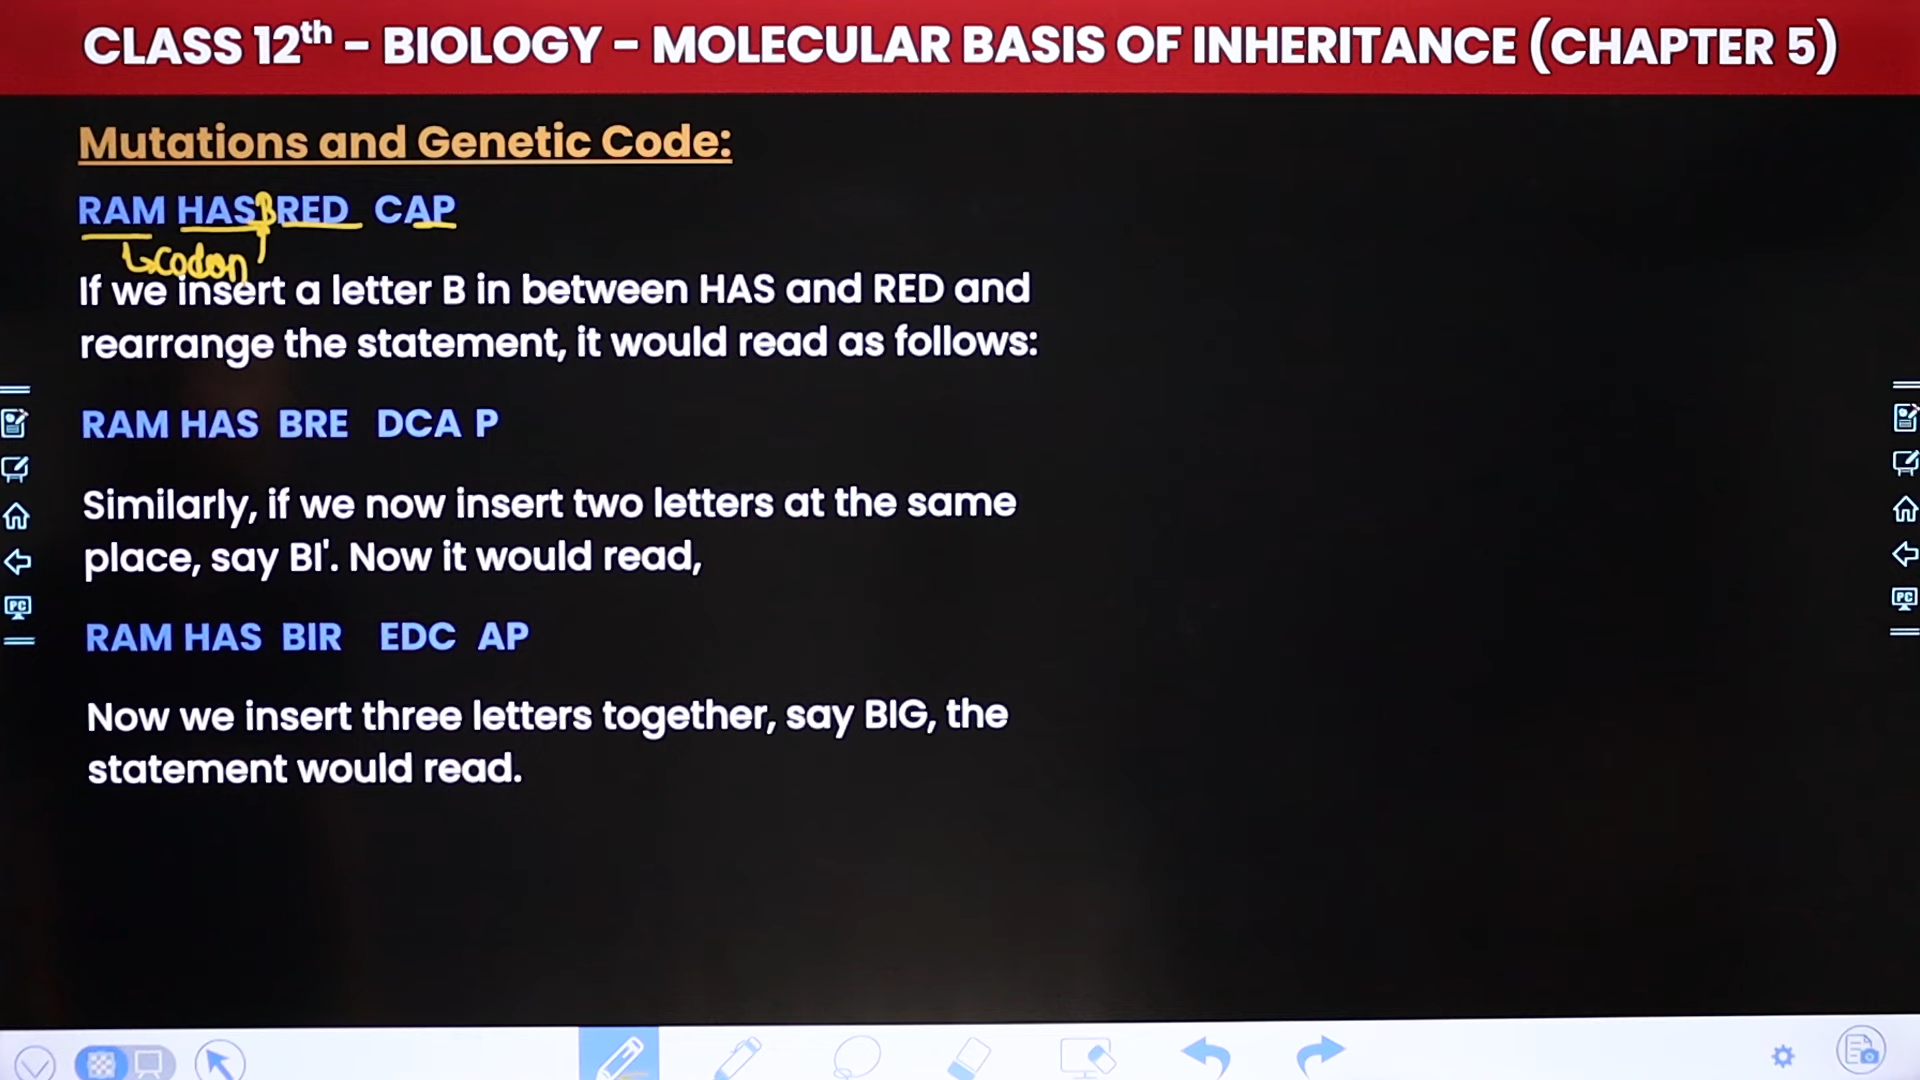 CLASS 12th - BIOLOGY - MOLECULAR BASIS OF INHERITANCE (CHAPTER 5)
Mutations and Genetic Code:
RAM HAS B RED CAP
codon
If we insert a letter B in between HAS and RED and
rearrange the statement, it would read as follows:
RAM HAS BRE DCA P
Similarly, if we now insert two letters at the same
place, say BI'. Now it would read,
RAM HAS BIR EDC AP
Now we insert three letters together, say BIG, the
statement would read.
PC
PC